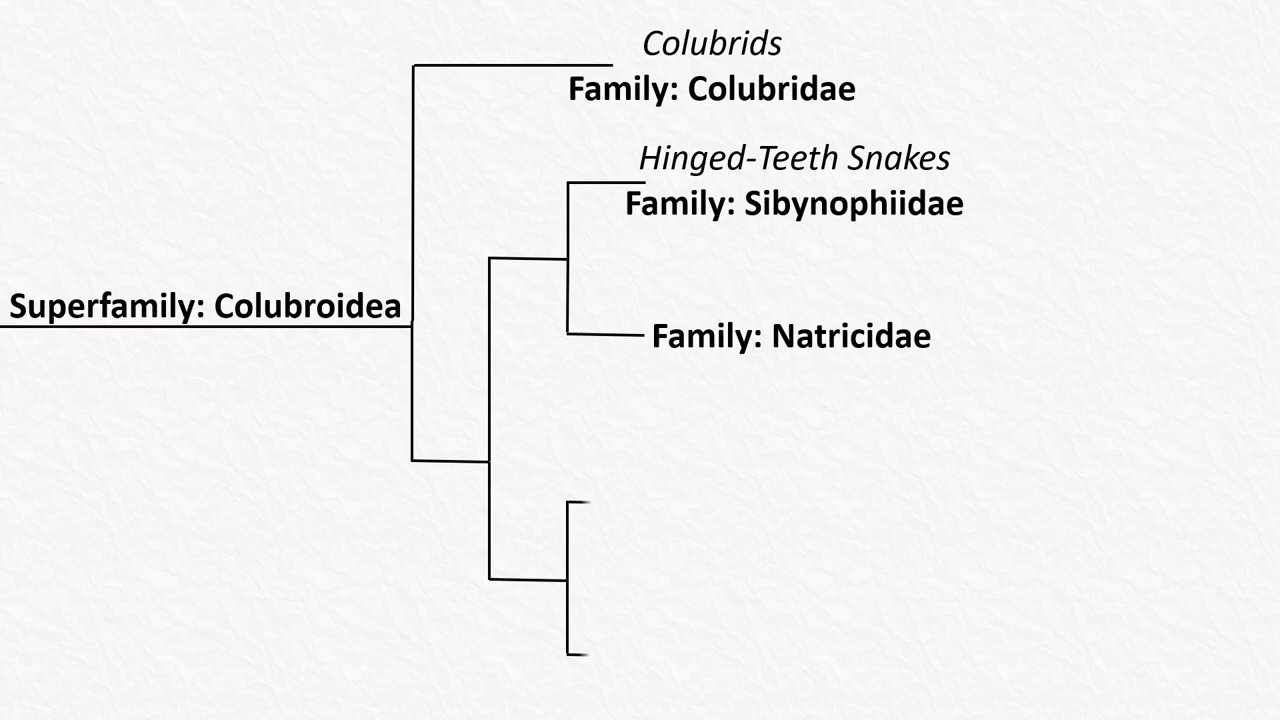 Colubrids
Family: Colubridae
Hinged-Teeth Snakes
Family: Sibynophiidae
Superfamily: Colubroidea
Family: Natricidae